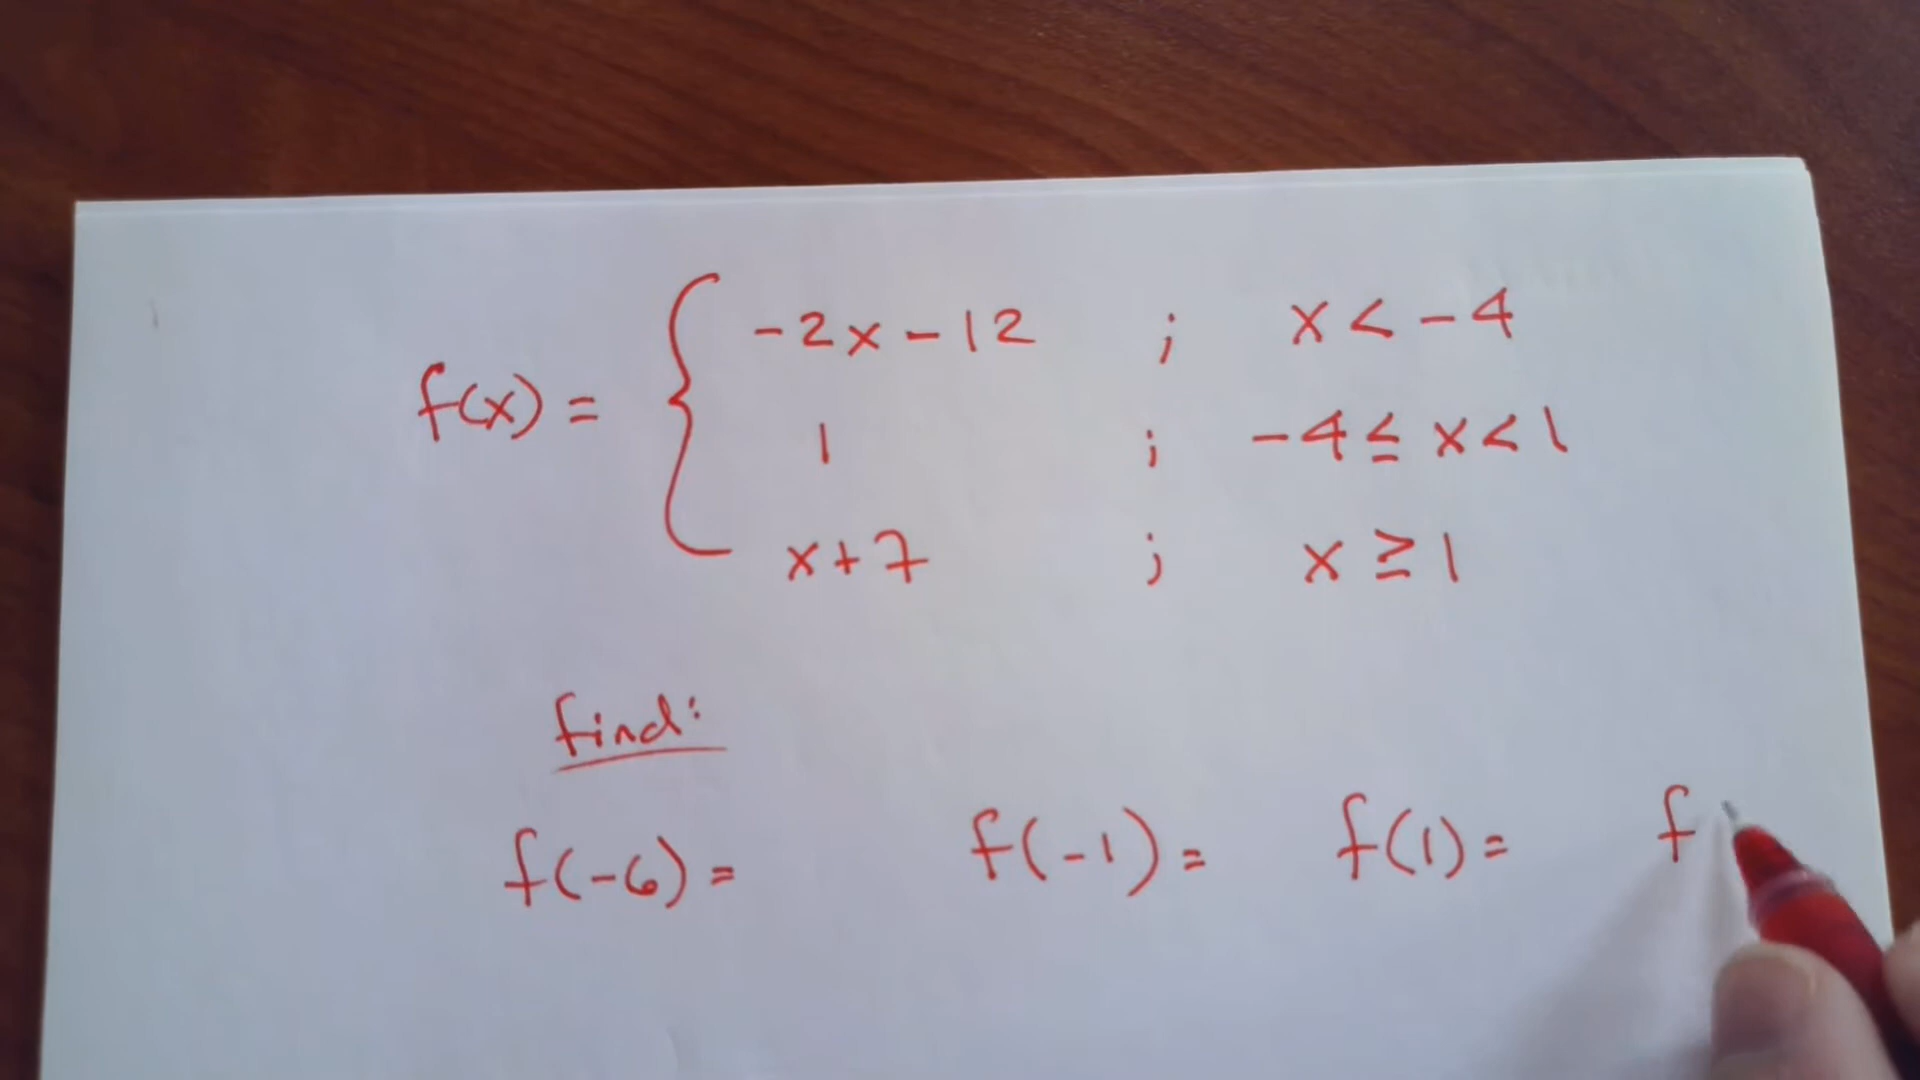 f(x) = { -2x - 12 ; x < -4
1 ; -4 ≤ x < 1
x + 7 ; x ≥ 1
find:
f(-6) = f(-1) = f(1) = f